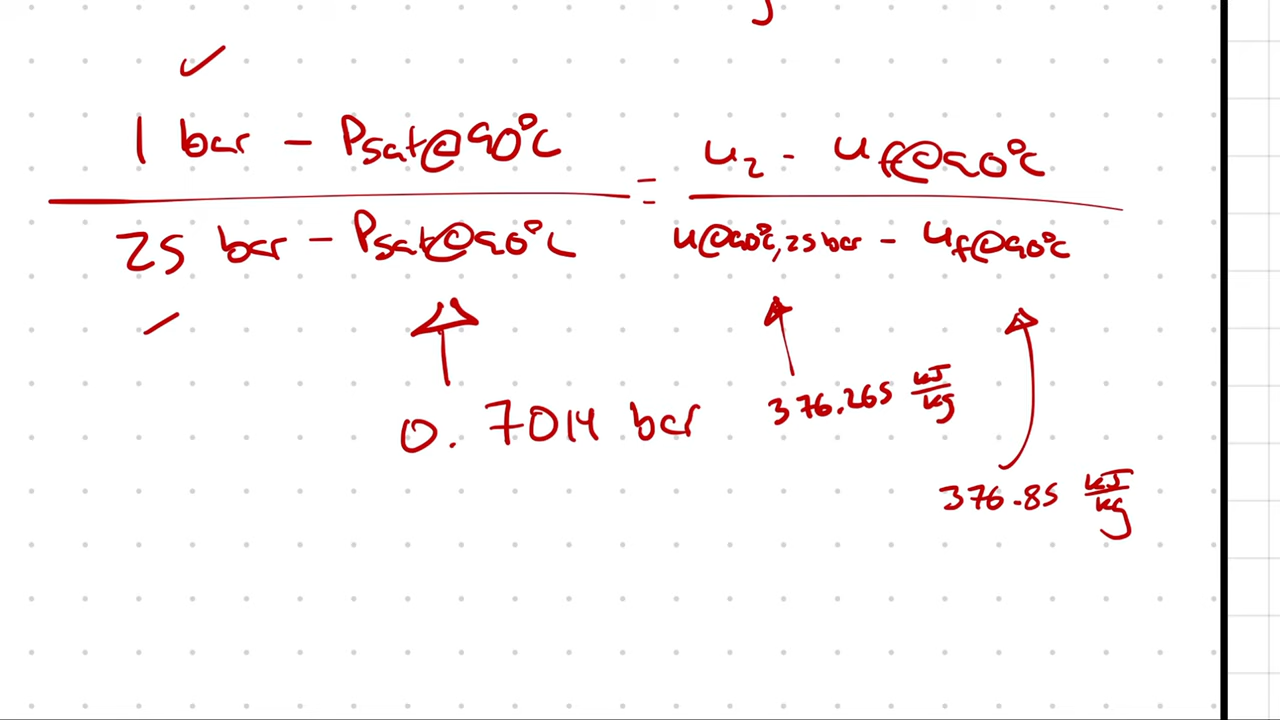 1 bar - Psat@90°C = u2 - uf@90°C
25 bar - Psat@90°C u@90°C, 25 bar - uf@90°C
0.7014 bar 376.265 kJ/kg
376.85 kJ/kg